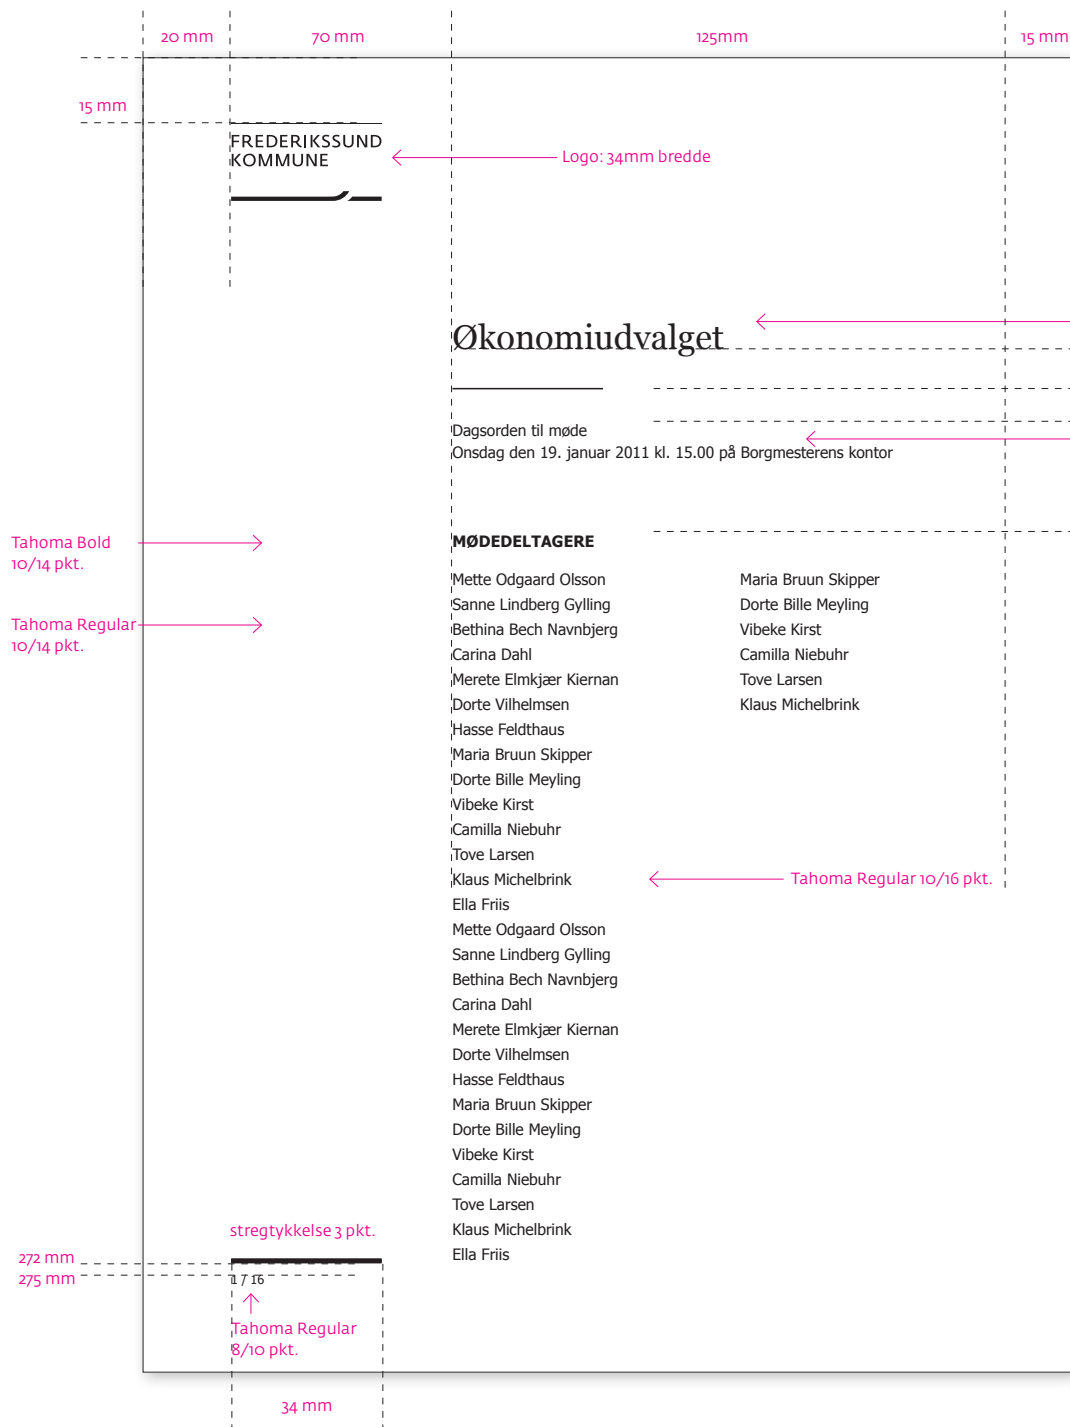 20 mm
70 mm
125mm
15 mm
15 mm
FREDERIKSSUND
KOMMUNE
Logo: 34mm bredde
Økonomiudvalget
Dagsorden til møde
Onsdag den 19. januar 2011 kl. 15.00 på Borgmesterens kontor
Tahoma Bold
10/14 pkt.
MØDEDELTAGERE
Tahoma Regular
10/14 pkt.
Mette Odgaard Olsson
Sanne Lindberg Gylling
Bethina Bech Navnbjerg
Carina Dahl
Merete Elmkjær Kiernan
Dorte Vilhelmsen
Hasse Feldthaus
Maria Bruun Skipper
Dorte Bille Meyling
Vibeke Kirst
Camilla Niebuhr
Tove Larsen
Klaus Michelbrink
Ella Friis
Mette Odgaard Olsson
Sanne Lindberg Gylling
Bethina Bech Navnbjerg
Carina Dahl
Merete Elmkjær Kiernan
Dorte Vilhelmsen
Hasse Feldthaus
Maria Bruun Skipper
Dorte Bille Meyling
Vibeke Kirst
Camilla Niebuhr
Tove Larsen
Klaus Michelbrink
Ella Friis
Maria Bruun Skipper
Dorte Bille Meyling
Vibeke Kirst
Camilla Niebuhr
Tove Larsen
Klaus Michelbrink
Tahoma Regular 10/16 pkt.
stregtykkelse 3 pkt.
272 mm
275 mm
1 / 16
Tahoma Regular
8/10 pkt.
34 mm